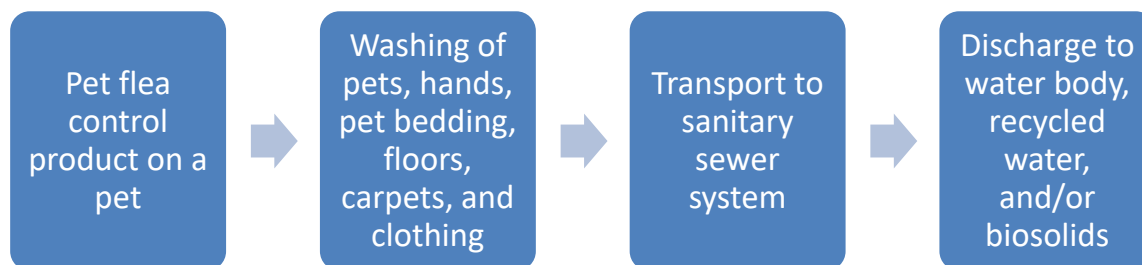 Pet flea
control
product on a
pet
Washing of
pets, hands,
pet bedding,
floors,
carpets, and
clothing
Transport to
sanitary
sewer
system
Discharge to
water body,
recycled
water,
and/or
biosolids